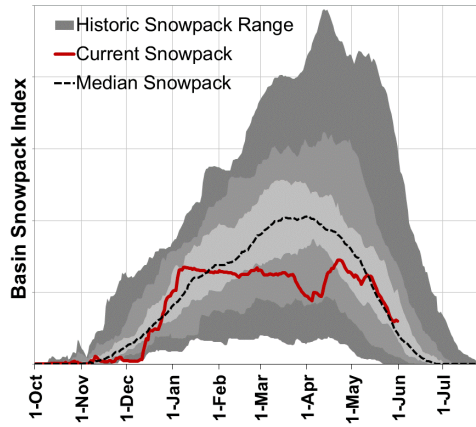 Historic Snowpack Range
Current Snowpack
Median Snowpack
Basin Snowpack Index
1-Oct
1-Nov
1-Dec
1-Jan
1-Feb
1-Mar
1-Apr
1-May
1-Jun
1-Jul